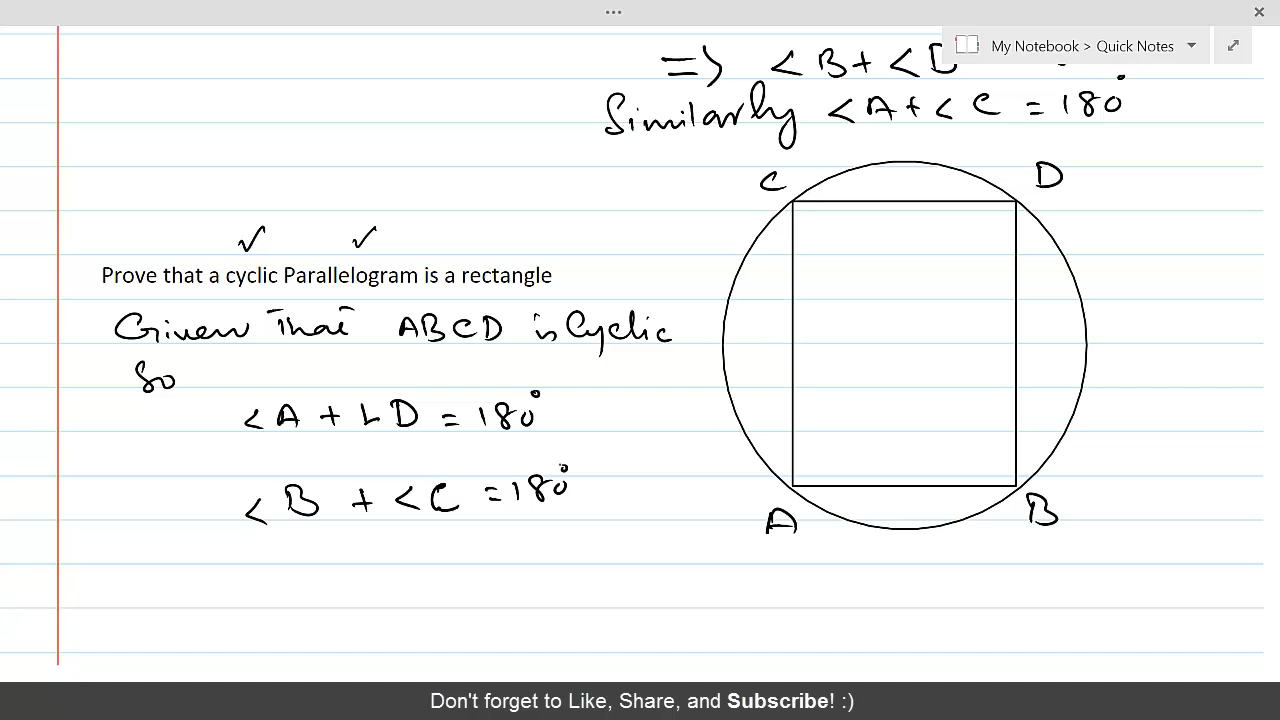 My Notebook > Quick Notes
=> <B + <D
Similarly <A + < C = 180°
C
D
✓ ✓
Prove that a cyclic Parallelogram is a rectangle
Given that ABCD is Cyclic
So
<A + LD = 180°
<B + <C = 180°
A
B
Don't forget to Like, Share, and Subscribe! :)